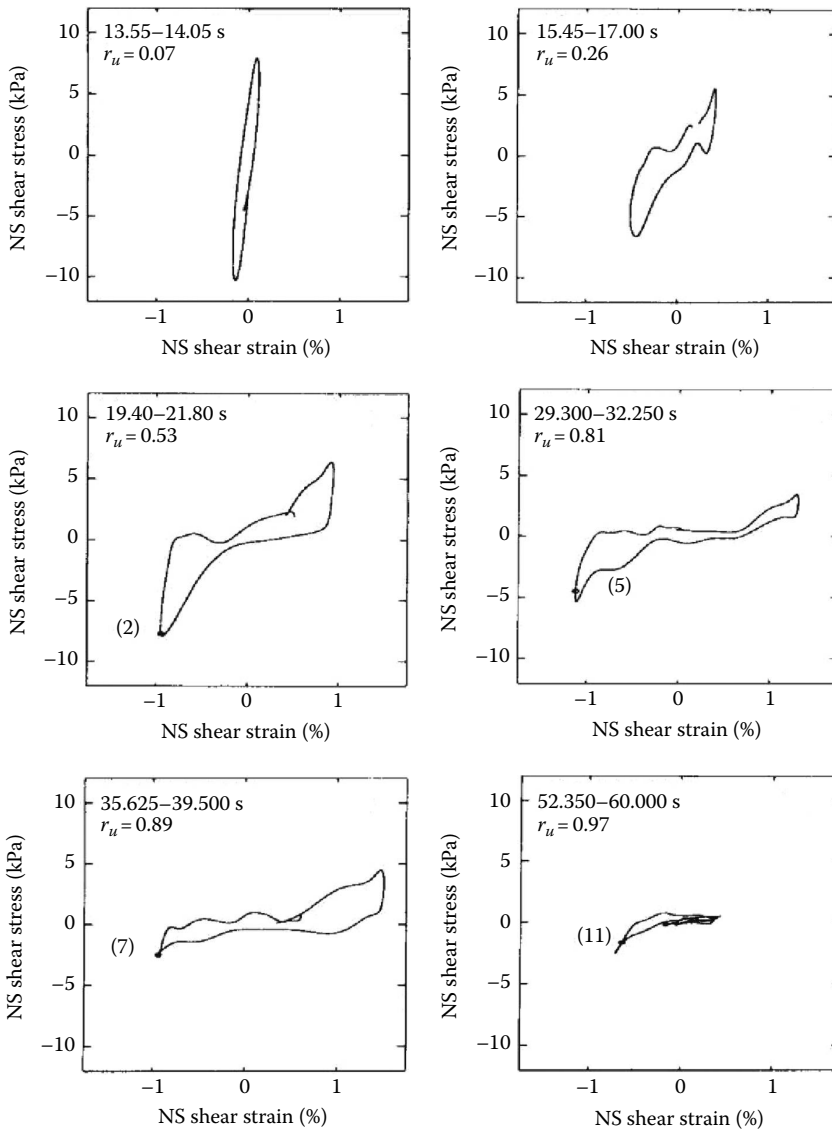 13.55–14.05 s
r_u = 0.07
10
5
0
−5
−10
NS shear stress (kPa)
−1 0 1
NS shear strain (%)
15.45–17.00 s
r_u = 0.26
10
5
0
−5
−10
NS shear stress (kPa)
−1 0 1
NS shear strain (%)
19.40–21.80 s
r_u = 0.53
10
5
0
−5
−10
NS shear stress (kPa)
(2)
−1 0 1
NS shear strain (%)
29.300–32.250 s
r_u = 0.81
10
5
0
−5
−10
NS shear stress (kPa)
(5)
−1 0 1
NS shear strain (%)
35.625–39.500 s
r_u = 0.89
10
5
0
−5
−10
NS shear stress (kPa)
(7)
−1 0 1
NS shear strain (%)
52.350–60.000 s
r_u = 0.97
10
5
0
−5
−10
NS shear stress (kPa)
(11)
−1 0 1
NS shear strain (%)